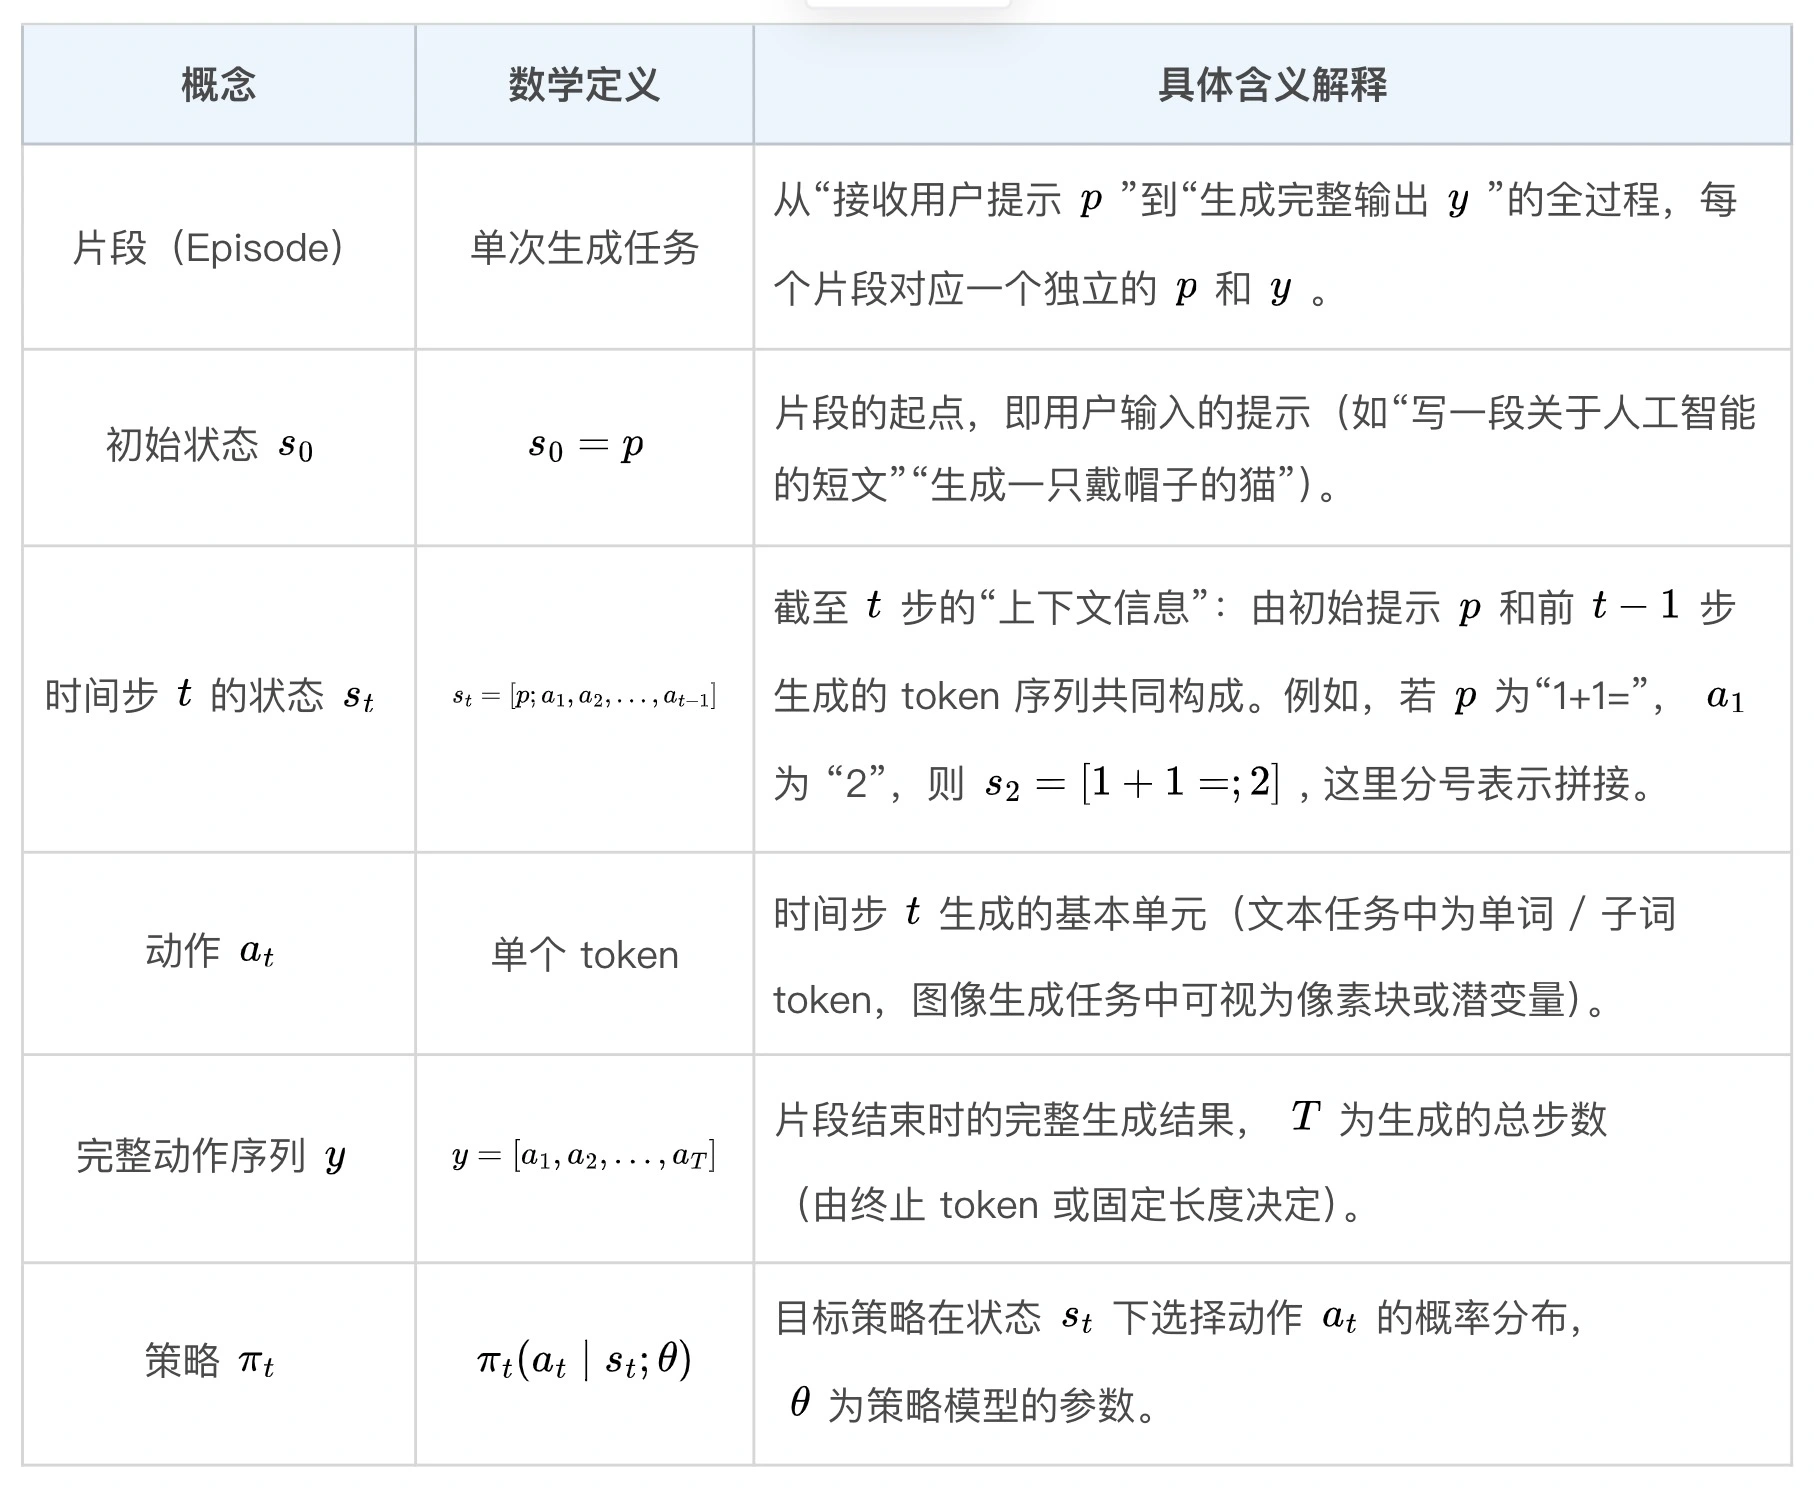 概念 数学定义 具体含义解释
片段（Episode） 单次生成任务
从“接收用户提示 p ”到“生成完整输出 y ”的全过程，每
个片段对应一个独立的 p 和 y 。
初始状态 s₀ s₀ = p
片段的起点，即用户输入的提示（如“写一段关于人工智能
的短文”“生成一只戴帽子的猫”）。
时间步 t 的状态 sₜ sₜ = [p; a₁, a₂, . . . , aₜ₋₁]
截至 t 步的“上下文信息”：由初始提示 p 和前 t − 1 步
生成的 token 序列共同构成。例如，若 p 为“1+1=”， a₁
为 “2”，则 s₂ = [1 + 1 =; 2] , 这里分号表示拼接。
动作 aₜ 单个 token
时间步 t 生成的基本单元（文本任务中为单词 / 子词
token，图像生成任务中可视为像素块或潜变量）。
完整动作序列 y y = [a₁, a₂, . . . , a_T]
片段结束时的完整生成结果， T 为生成的总步数
（由终止 token 或固定长度决定）。
策略 πₜ πₜ(aₜ | sₜ; θ)
目标策略在状态 sₜ 下选择动作 aₜ 的概率分布，
θ 为策略模型的参数。